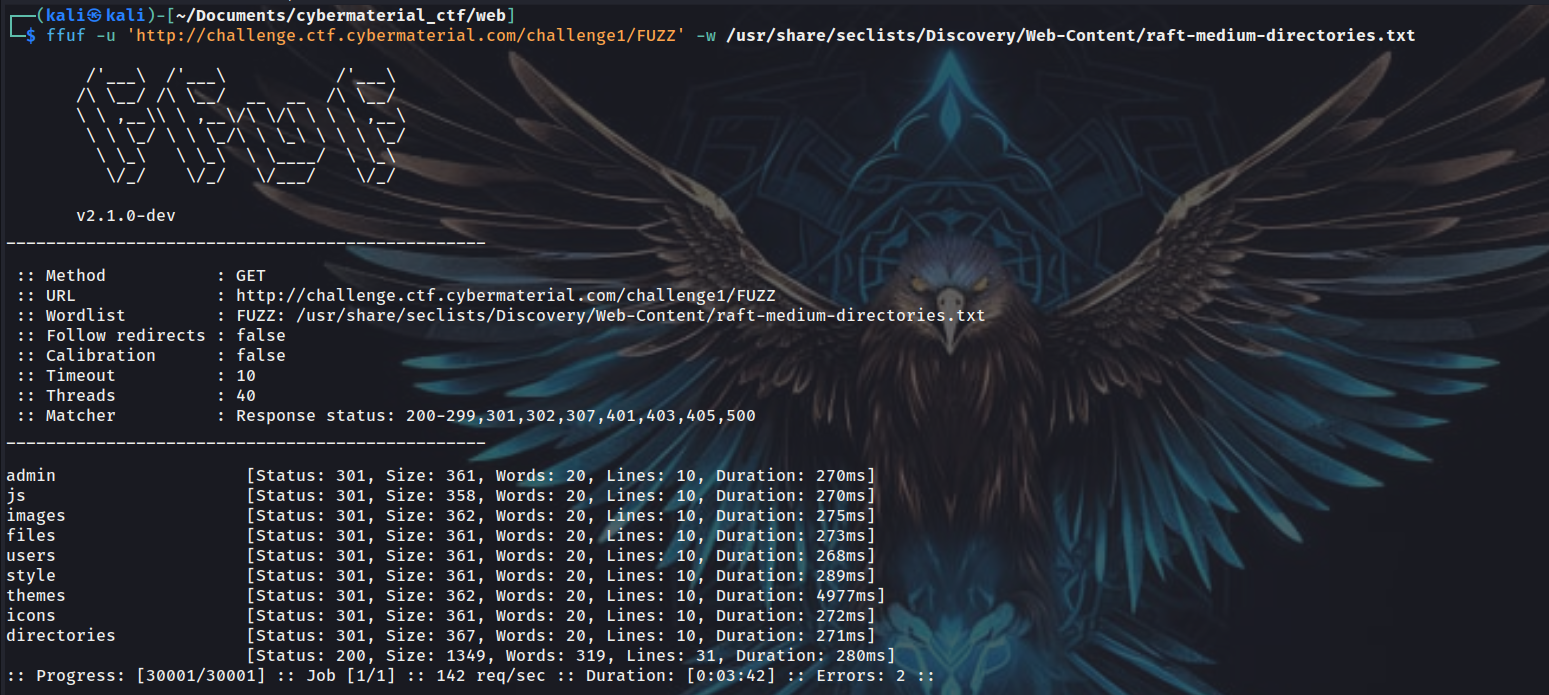 ┌──(kali㉿kali)-[~/Documents/cybermaterial_ctf/web]
└─$ ffuf -u 'http://challenge.ctf.cybermaterial.com/challenge1/FUZZ' -w /usr/share/seclists/Discovery/Web-Content/raft-medium-directories.txt

        /'___\  /'___\           /'___\
       /\ \__/ /\ \__/  __  __  /\ \__/
       \ \ ,__\\ \ ,__\/\ \/\ \ \ \ ,__\
        \ \ \_/ \ \ \_/\ \ \_\ \ \ \ \_/
         \ \_\   \ \_\  \ \____/  \ \_\
          \/_/    \/_/   \/___/    \/_/

       v2.1.0-dev
________________________________________________

 :: Method           : GET
 :: URL              : http://challenge.ctf.cybermaterial.com/challenge1/FUZZ
 :: Wordlist         : FUZZ: /usr/share/seclists/Discovery/Web-Content/raft-medium-directories.txt
 :: Follow redirects : false
 :: Calibration      : false
 :: Timeout          : 10
 :: Threads          : 40
 :: Matcher          : Response status: 200-299,301,302,307,401,403,405,500
________________________________________________

admin                   [Status: 301, Size: 361, Words: 20, Lines: 10, Duration: 270ms]
js                      [Status: 301, Size: 358, Words: 20, Lines: 10, Duration: 270ms]
images                  [Status: 301, Size: 362, Words: 20, Lines: 10, Duration: 275ms]
files                   [Status: 301, Size: 361, Words: 20, Lines: 10, Duration: 273ms]
users                   [Status: 301, Size: 361, Words: 20, Lines: 10, Duration: 268ms]
style                   [Status: 301, Size: 361, Words: 20, Lines: 10, Duration: 289ms]
themes                  [Status: 301, Size: 362, Words: 20, Lines: 10, Duration: 4977ms]
icons                   [Status: 301, Size: 361, Words: 20, Lines: 10, Duration: 272ms]
directories             [Status: 301, Size: 367, Words: 20, Lines: 10, Duration: 271ms]
                        [Status: 200, Size: 1349, Words: 319, Lines: 31, Duration: 280ms]
:: Progress: [30001/30001] :: Job [1/1] :: 142 req/sec :: Duration: [0:03:42] :: Errors: 2 ::